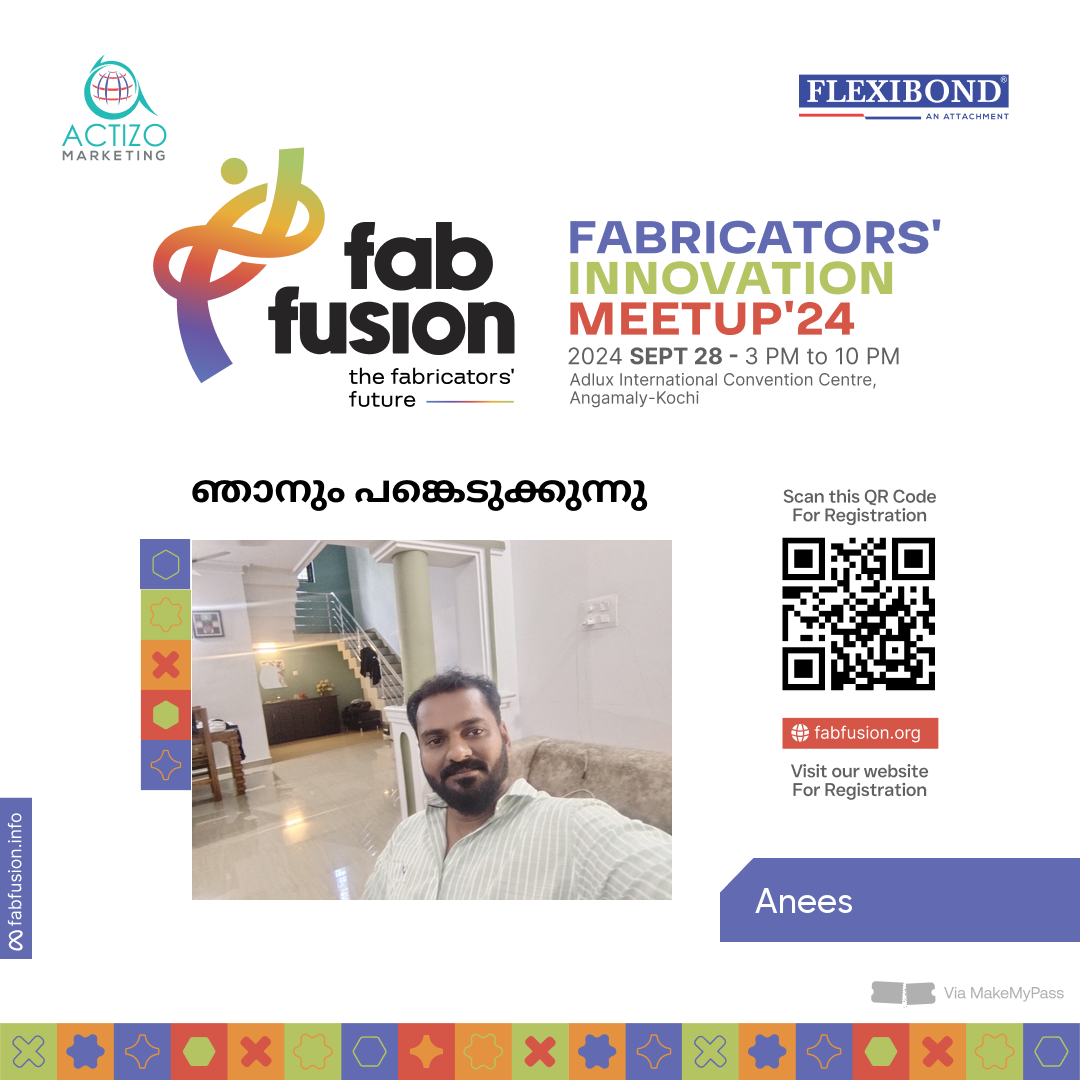 ACTIZO
MARKETING
FLEXIBOND®
AN ATTACHMENT
fab
fusion
the fabricators'
future
FABRICATORS'
INNOVATION
MEETUP'24
2024 SEPT 28 - 3 PM to 10 PM
Adlux International Convention Centre,
Angamaly-Kochi
ഞാനും പങ്കെടുക്കുന്നു
Scan this QR Code
For Registration
fabfusion.org
Visit our website
For Registration
fabfusion.info
Anees
Via MakeMyPass